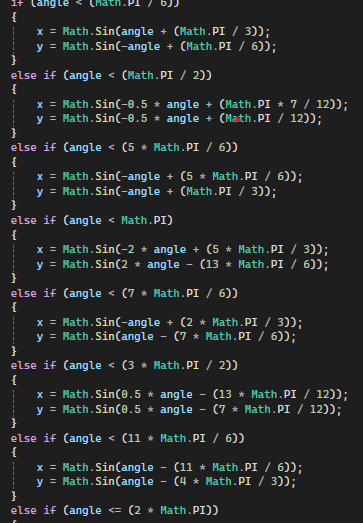 if (angle < (Math.PI / 6))
{
x = Math.Sin(angle + (Math.PI / 3));
y = Math.Sin(-angle + (Math.PI / 6));
}
else if (angle < (Math.PI / 2))
{
x = Math.Sin(-0.5 * angle + (Math.PI * 7 / 12));
y = Math.Sin(-0.5 * angle + (Math.PI / 12));
}
else if (angle < (5 * Math.PI / 6))
{
x = Math.Sin(-angle + (5 * Math.PI / 6));
y = Math.Sin(-angle + (Math.PI / 3));
}
else if (angle < Math.PI)
{
x = Math.Sin(-2 * angle + (5 * Math.PI / 3));
y = Math.Sin(2 * angle - (13 * Math.PI / 6));
}
else if (angle < (7 * Math.PI / 6))
{
x = Math.Sin(-angle + (2 * Math.PI / 3));
y = Math.Sin(angle - (7 * Math.PI / 6));
}
else if (angle < (3 * Math.PI / 2))
{
x = Math.Sin(0.5 * angle - (13 * Math.PI / 12));
y = Math.Sin(0.5 * angle - (7 * Math.PI / 12));
}
else if (angle < (11 * Math.PI / 6))
{
x = Math.Sin(angle - (11 * Math.PI / 6));
y = Math.Sin(angle - (4 * Math.PI / 3));
}
else if (angle <= (2 * Math.PI))